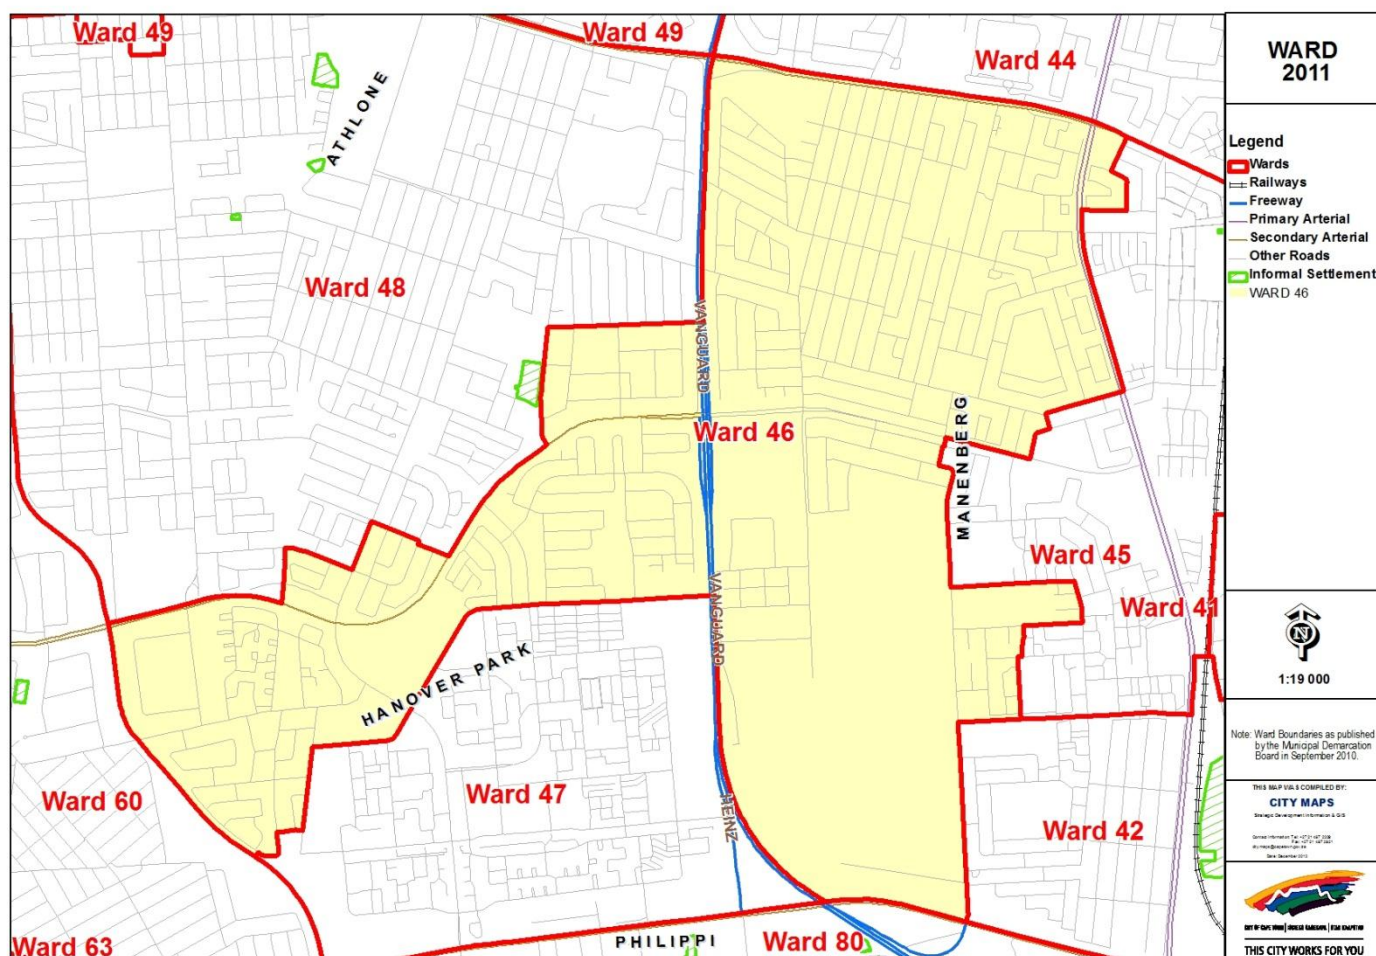 Ward 49
Ward 49
Ward 44
ATHLONE
Ward 48
VANGUARD
Ward 46
MANENBERG
Ward 45
Ward 41
VANGUARD
HANOVER PARK
Ward 60
Ward 47
HEINZ
Ward 42
Ward 63
PHILIPPI
Ward 80
WARD
2011
Legend
Wards
Railways
Freeway
Primary Arterial
Secondary Arterial
Other Roads
Informal Settlement
WARD 46
N
1:19 000
Note: Ward Boundaries as published
by the Municipal Demarcation
Board in September 2010.
THIS MAP WAS COMPILED BY:
CITY MAPS
Strategic Development Information & GIS
THIS CITY WORKS FOR YOU